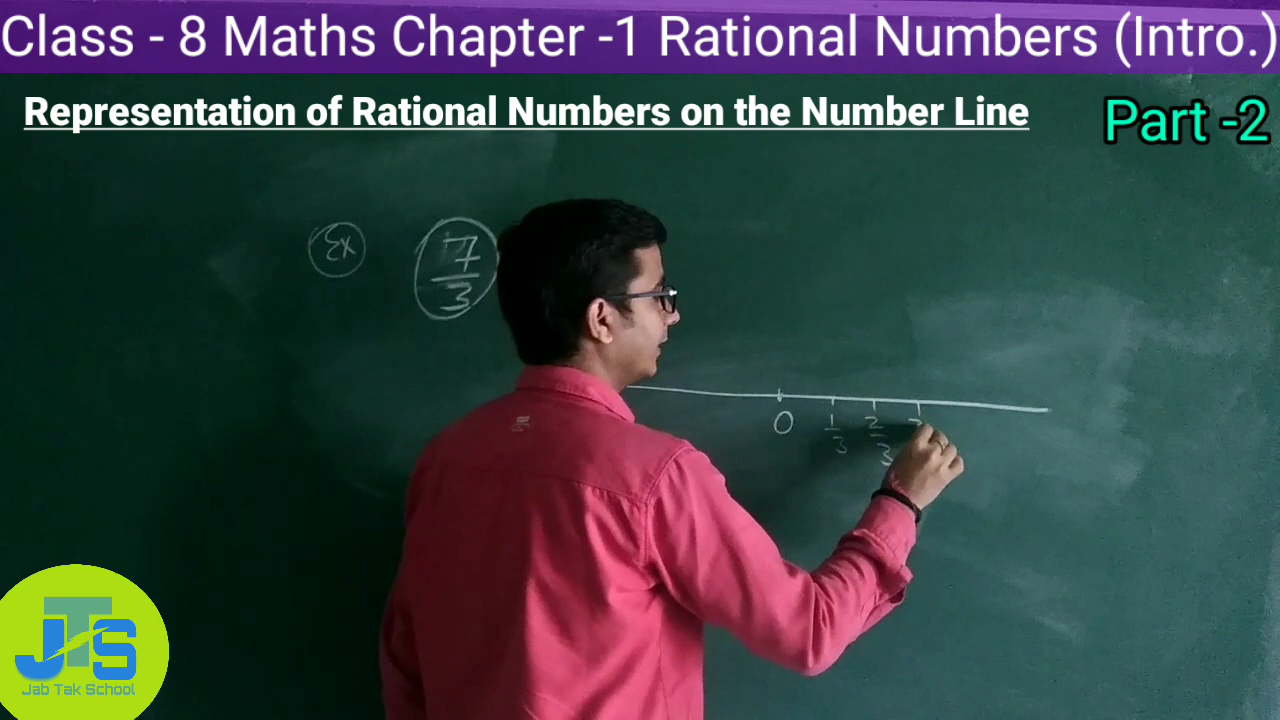 Class - 8 Maths Chapter -1 Rational Numbers (Intro.)
Representation of Rational Numbers on the Number Line
Part -2
7
3
0
1
3
2
3
JTS
Jab Tak School